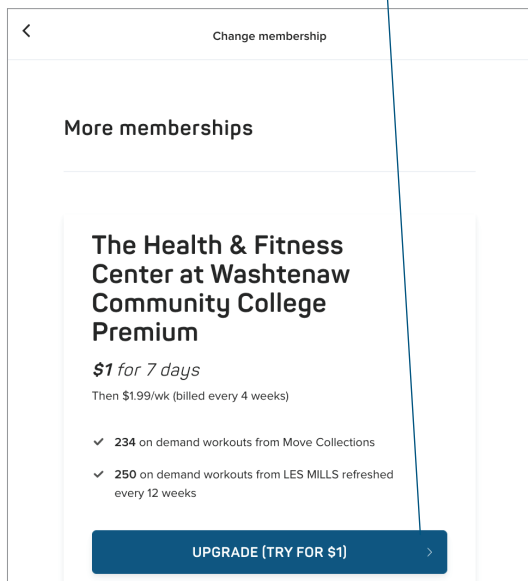 Change membership
More memberships
The Health & Fitness
Center at Washtenaw
Community College
Premium
$1 for 7 days
Then $1.99/wk (billed every 4 weeks)
234 on demand workouts from Move Collections
250 on demand workouts from LES MILLS refreshed
every 12 weeks
UPGRADE (TRY FOR $1)